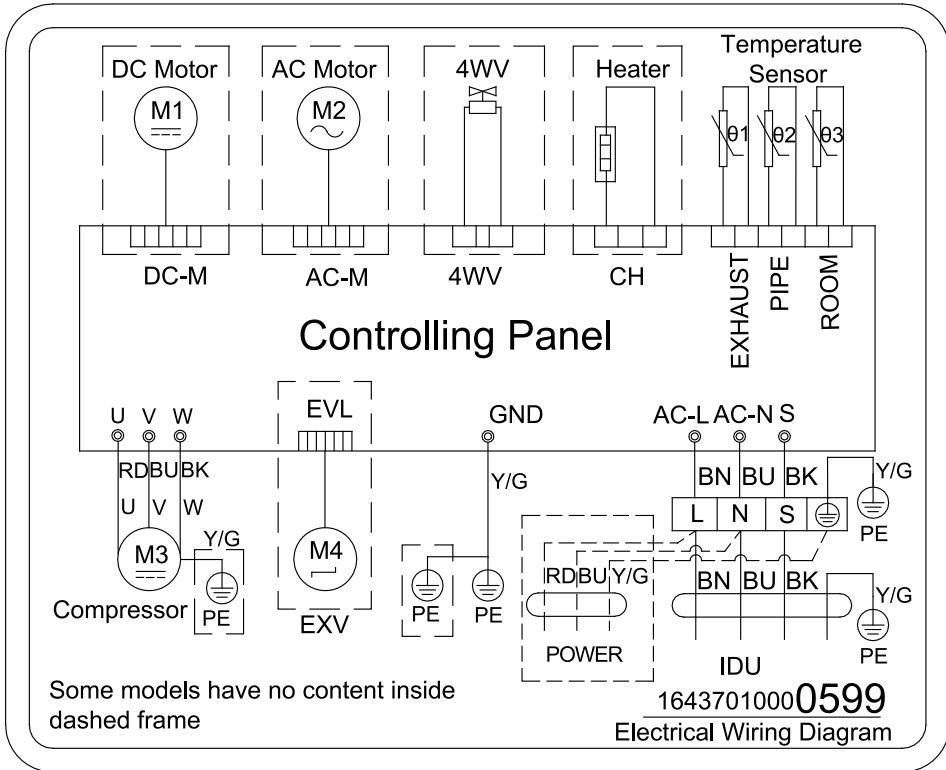 DC Motor
AC Motor
4WV
Heater
Temperature
Sensor
M1
M2
θ1
θ2
θ3
DC-M
AC-M
4WV
CH
EXHAUST
PIPE
ROOM
Controlling Panel
U V W
EVL
GND
AC-L AC-N S
RD BU BK
Y/G
BN BU BK
Y/G
U V W
L N S
PE
M3
Y/G
M4
RD BU Y/G
BN BU BK
Y/G
Compressor
PE
EXV
PE
PE
POWER
IDU
PE
Some models have no content inside
dashed frame
16437010000599
Electrical Wiring Diagram